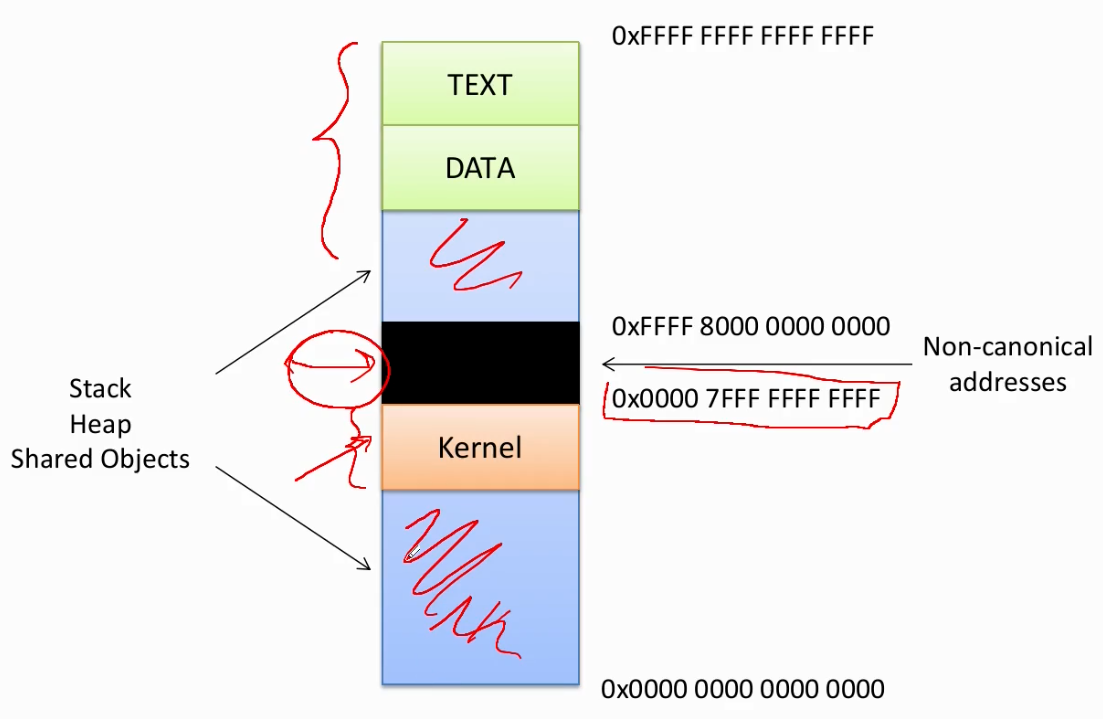 0xFFFF FFFF FFFF FFFF
TEXT
DATA
0xFFFF 8000 0000 0000
Non-canonical
addresses
0x0000 7FFF FFFF FFFF
Stack
Heap
Shared Objects
Kernel
0x0000 0000 0000 0000